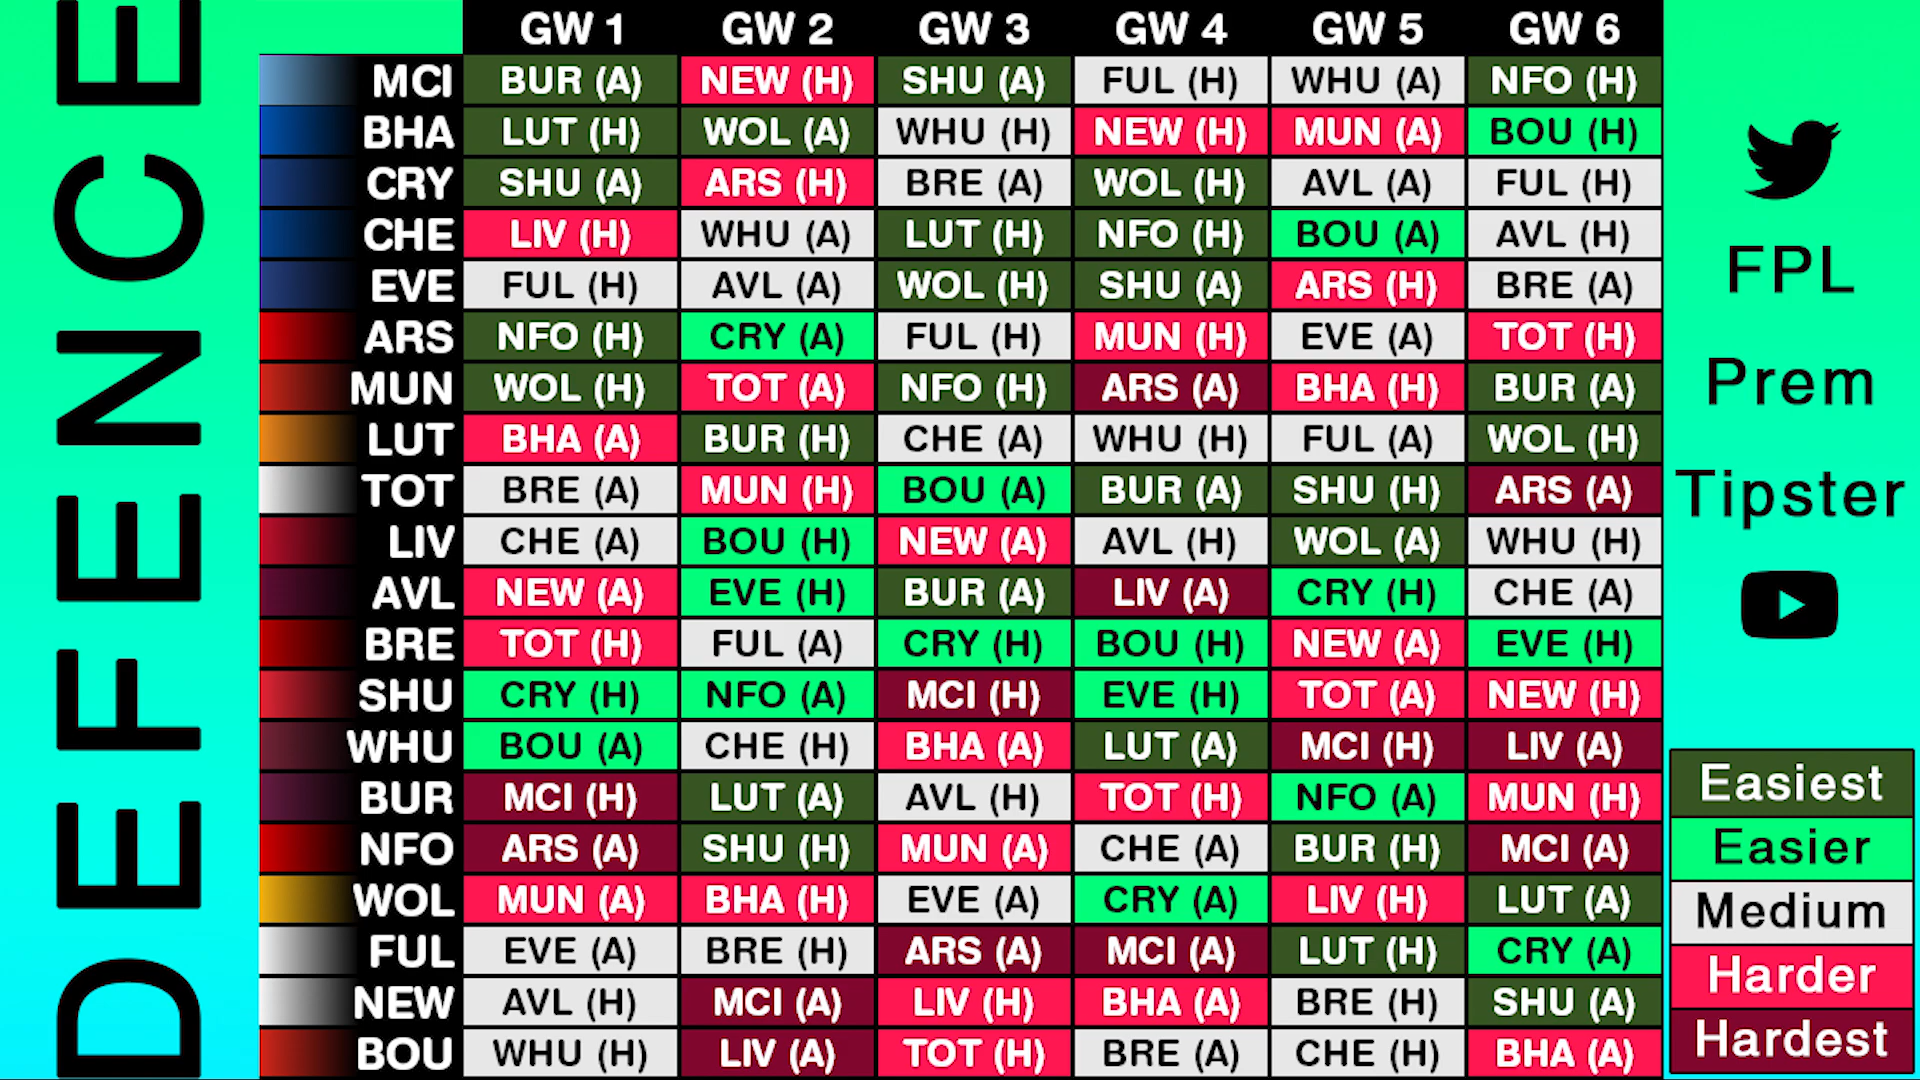 DEFENCE
GW 1 GW 2 GW 3 GW 4 GW 5 GW 6
MCI BUR (A) NEW (H) SHU (A) FUL (H) WHU (A) NFO (H)
BHA LUT (H) WOL (A) WHU (H) NEW (H) MUN (A) BOU (H)
CRY SHU (A) ARS (H) BRE (A) WOL (H) AVL (A) FUL (H)
CHE LIV (H) WHU (A) LUT (H) NFO (H) BOU (A) AVL (H)
EVE FUL (H) AVL (A) WOL (H) SHU (A) ARS (H) BRE (A)
ARS NFO (H) CRY (A) FUL (H) MUN (H) EVE (A) TOT (H)
MUN WOL (H) TOT (A) NFO (H) ARS (A) BHA (H) BUR (A)
LUT BHA (A) BUR (H) CHE (A) WHU (H) FUL (A) WOL (H)
TOT BRE (A) MUN (H) BOU (A) BUR (A) SHU (H) ARS (A)
LIV CHE (A) BOU (H) NEW (A) AVL (H) WOL (A) WHU (H)
AVL NEW (A) EVE (H) BUR (A) LIV (A) CRY (H) CHE (A)
BRE TOT (H) FUL (A) CRY (H) BOU (H) NEW (A) EVE (H)
SHU CRY (H) NFO (A) MCI (H) EVE (H) TOT (A) NEW (H)
WHU BOU (A) CHE (H) BHA (A) LUT (A) MCI (H) LIV (A)
BUR MCI (H) LUT (A) AVL (H) TOT (H) NFO (A) MUN (H)
NFO ARS (A) SHU (H) MUN (A) CHE (A) BUR (H) MCI (A)
WOL MUN (A) BHA (H) EVE (A) CRY (A) LIV (H) LUT (A)
FUL EVE (A) BRE (H) ARS (A) MCI (A) LUT (H) CRY (A)
NEW AVL (H) MCI (A) LIV (H) BHA (A) BRE (H) SHU (A)
BOU WHU (H) LIV (A) TOT (H) BRE (A) CHE (H) BHA (A)
FPL
Prem
Tipster
Easiest
Easier
Medium
Harder
Hardest